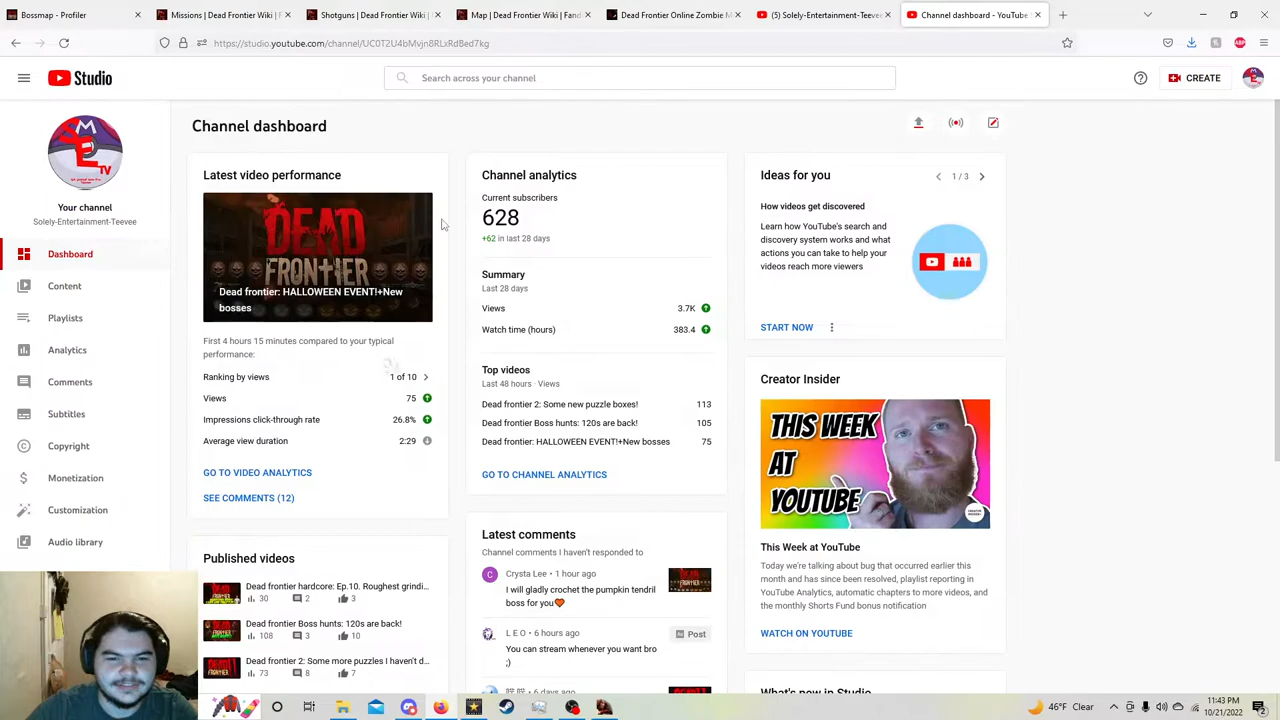 Bossmap - Profiler
Missions | Dead Frontier Wiki |
Shotguns | Dead Frontier Wiki
Map | Dead Frontier Wiki | Fand
Dead Frontier Online Zombie M
(5) Solely-Entertainment-Teevee
Channel dashboard - YouTube
https://studio.youtube.com/channel/UC0T2U4bMvjn8RLxRdBed7kg
Studio
Search across your channel
CREATE
Channel dashboard
Your channel
Solely-Entertainment-Teevee
Dashboard
Content
Playlists
Analytics
Comments
Subtitles
Copyright
Monetization
Customization
Audio library
Latest video performance
DEAD
FRONTIER
Dead frontier: HALLOWEEN EVENT!+New
bosses
First 4 hours 15 minutes compared to your typical
performance:
Ranking by views 1 of 10
Views 75
Impressions click-through rate 26.8%
Average view duration 2:29
GO TO VIDEO ANALYTICS
SEE COMMENTS (12)
Published videos
Dead frontier hardcore: Ep.10. Roughest grindi...
30 2 3
Dead frontier Boss hunts: 120s are back!
108 3 10
Dead frontier 2: Some more puzzles I haven't d...
73 8 7
Channel analytics
Current subscribers
628
+62 in last 28 days
Summary
Last 28 days
Views 3.7K
Watch time (hours) 383.4
Top videos
Last 48 hours · Views
Dead frontier 2: Some new puzzle boxes! 113
Dead frontier Boss hunts: 120s are back! 105
Dead frontier: HALLOWEEN EVENT!+New bosses 75
GO TO CHANNEL ANALYTICS
Latest comments
Channel comments I haven't responded to
C
Crysta Lee • 1 hour ago
I will gladly crochet the pumpkin tendril
boss for you🧡
L E O • 6 hours ago
Post
You can stream whenever you want bro
;)
• 6 days ago
Ideas for you
1 / 3
How videos get discovered
Learn how YouTube's search and
discovery system works and what
actions you can take to help your
videos reach more viewers
START NOW
Creator Insider
THIS WEEK
AT
YOUTUBE
CREATOR
INSIDER
This Week at YouTube
Today we're talking about bug that occurred earlier this
month and has since been resolved, playlist reporting in
YouTube Analytics, automatic chapters to more videos, and
the monthly Shorts Fund bonus notification
WATCH ON YOUTUBE
What's new in Studio
46°F Clear
11:43 PM
10/21/2022